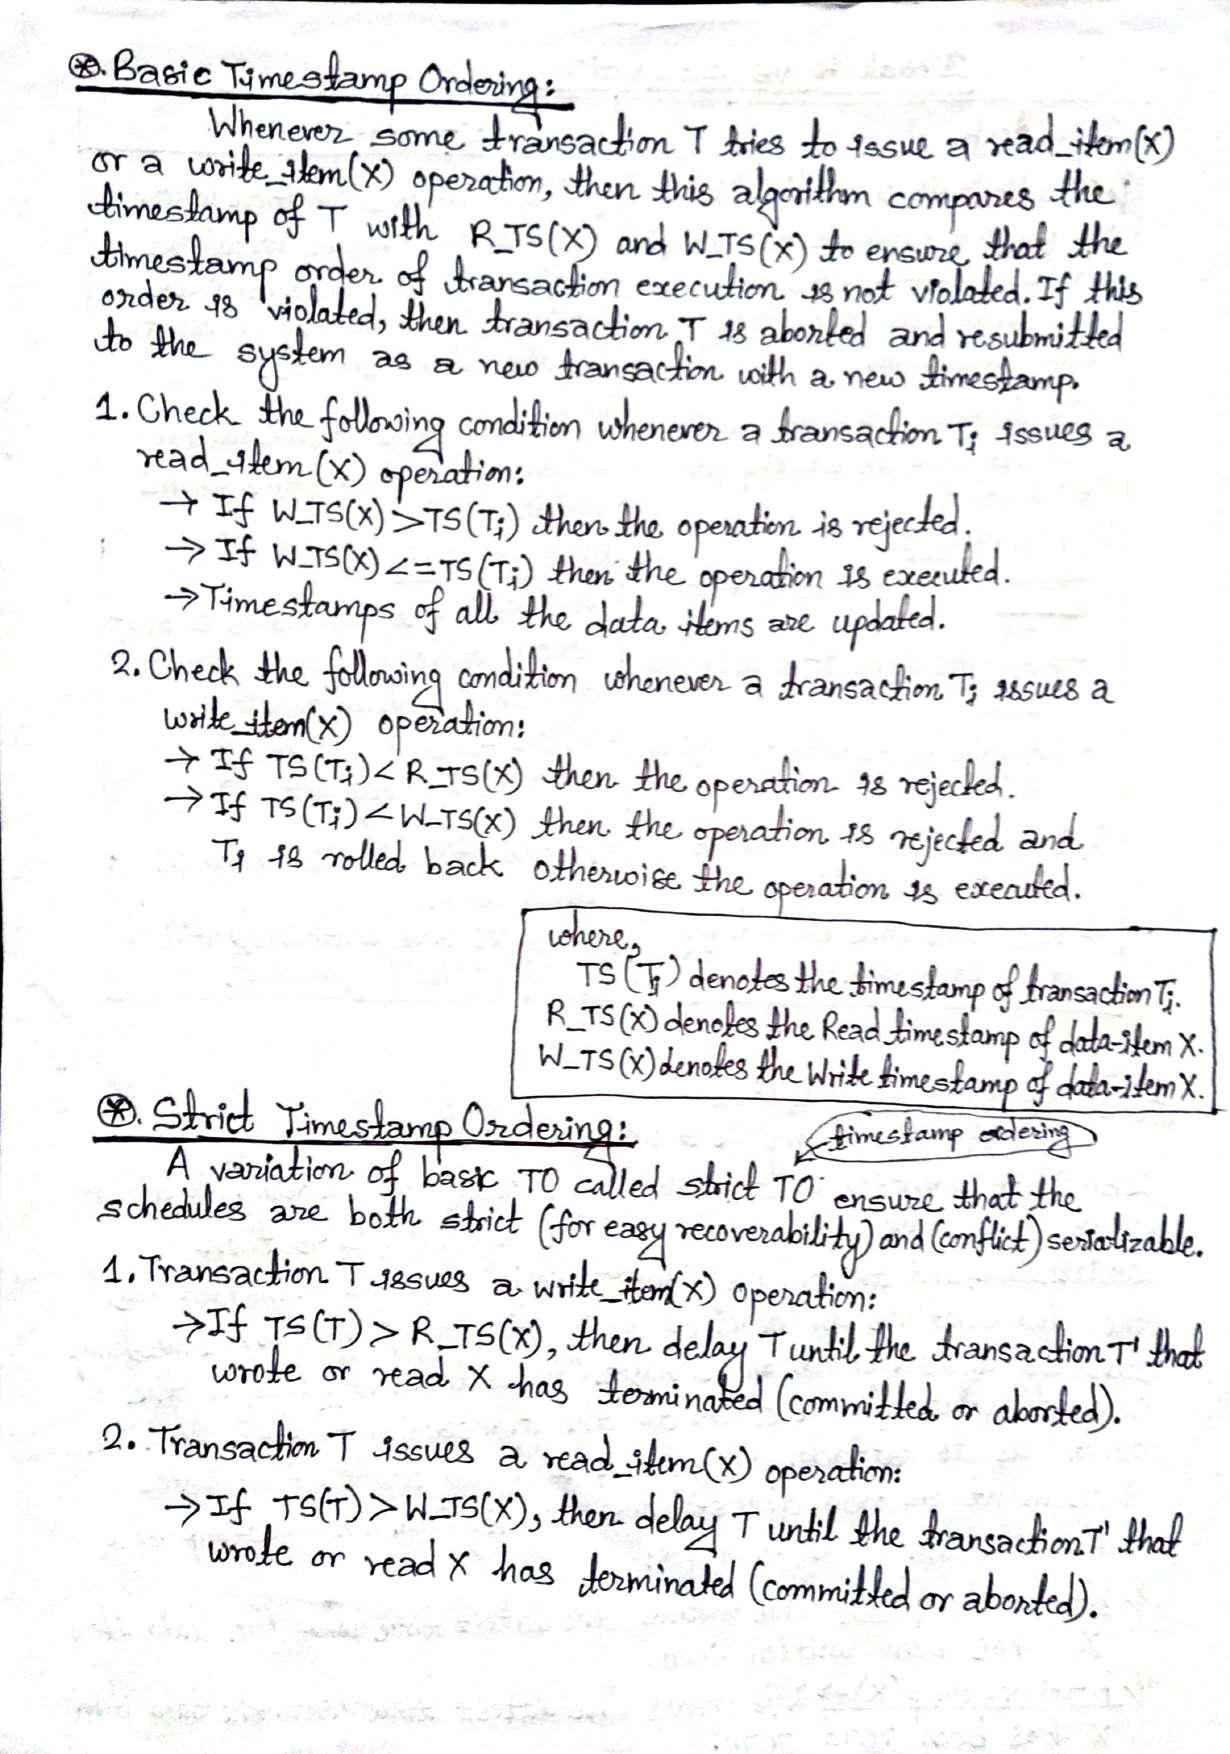 ⊛. Basic Timestamp Ordering:
Whenever some transaction T tries to issue a read_item(X)
or a write_item(X) operation, then this algorithm compares the
timestamp of T with R_TS(X) and W_TS(X) to ensure that the
timestamp order of transaction execution is not violated. If this
order is violated, then transaction T is aborted and resubmitted
to the system as a new transaction with a new timestamp.
1. Check the following condition whenever a transaction Ti issues a
read_item(X) operation:
→ If W_TS(X) > TS(Ti) then the operation is rejected.
→ If W_TS(X) <= TS(Ti) then the operation is executed.
→ Timestamps of all the data items are updated.
2. Check the following condition whenever a transaction Ti issues a
write_item(X) operation:
→ If TS(Ti) < R_TS(X) then the operation is rejected.
→ If TS(Ti) < W_TS(X) then the operation is rejected and
Ti is rolled back otherwise the operation is executed.
where,
TS(Ti) denotes the timestamp of transaction Ti.
R_TS(X) denotes the Read timestamp of data-item X.
W_TS(X) denotes the Write timestamp of data-item X.
⊛. Strict Timestamp Ordering:
timestamp ordering
A variation of basic TO called strict TO ensure that the
schedules are both strict (for easy recoverability) and (conflict) serializable.
1. Transaction T issues a write_item(X) operation:
→ If TS(T) > R_TS(X), then delay T until the transaction T' that
wrote or read X has terminated (committed or aborted).
2. Transaction T issues a read_item(X) operation:
→ If TS(T) > W_TS(X), then delay T until the transaction T' that
wrote or read X has terminated (committed or aborted).